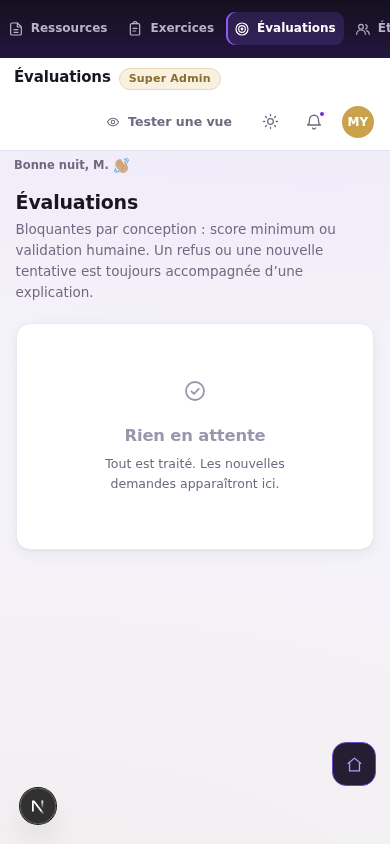 Ressources
Exercices
Évaluations
Ét
Évaluations
Super Admin
Tester une vue
MY
Bonne nuit, M. 👋🏽
Évaluations
Bloquantes par conception : score minimum ou
validation humaine. Un refus ou une nouvelle
tentative est toujours accompagnée d’une
explication.
Rien en attente
Tout est traité. Les nouvelles
demandes apparaîtront ici.
N